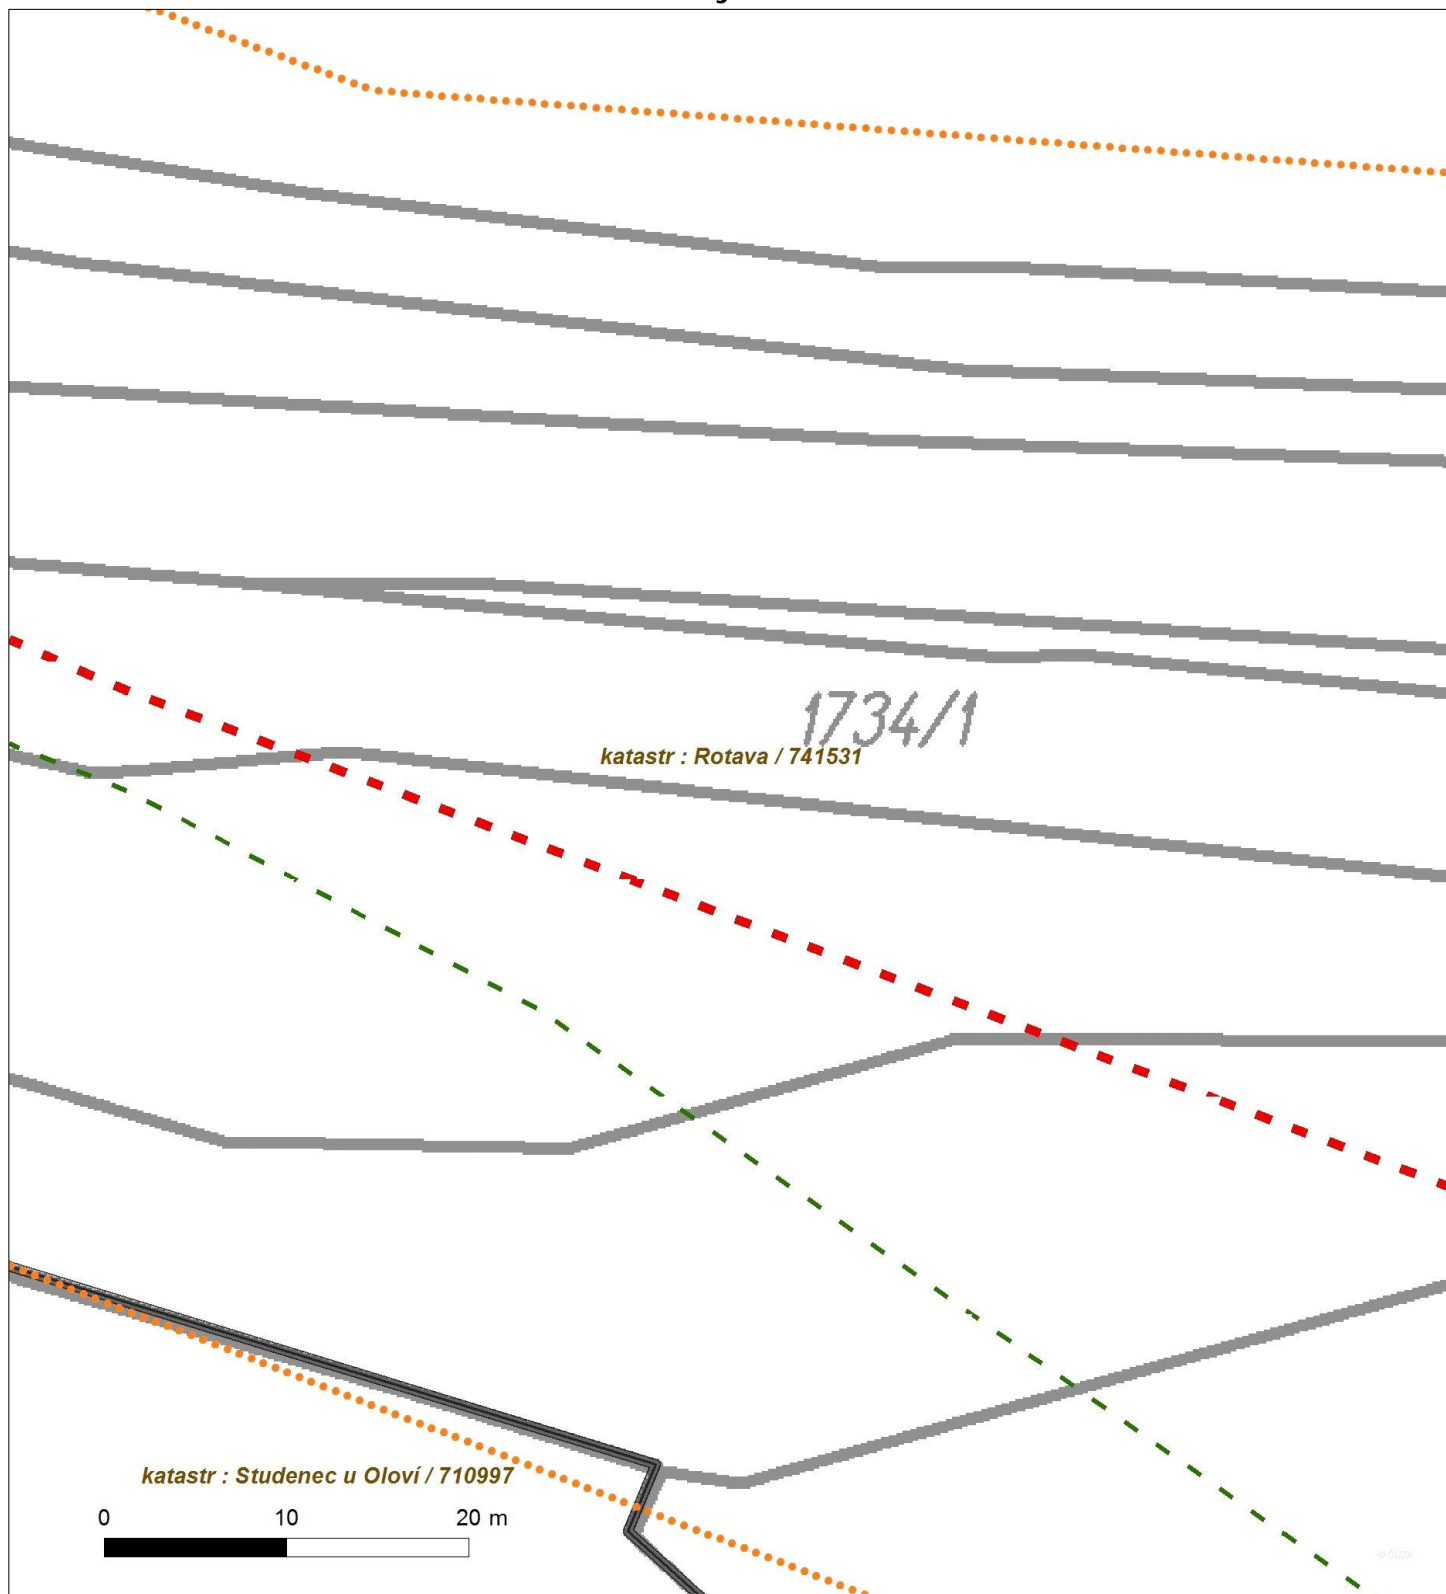 1734/1
katastr : Rotava / 741531
katastr : Studenec u Oloví / 710997
0 10 20 m